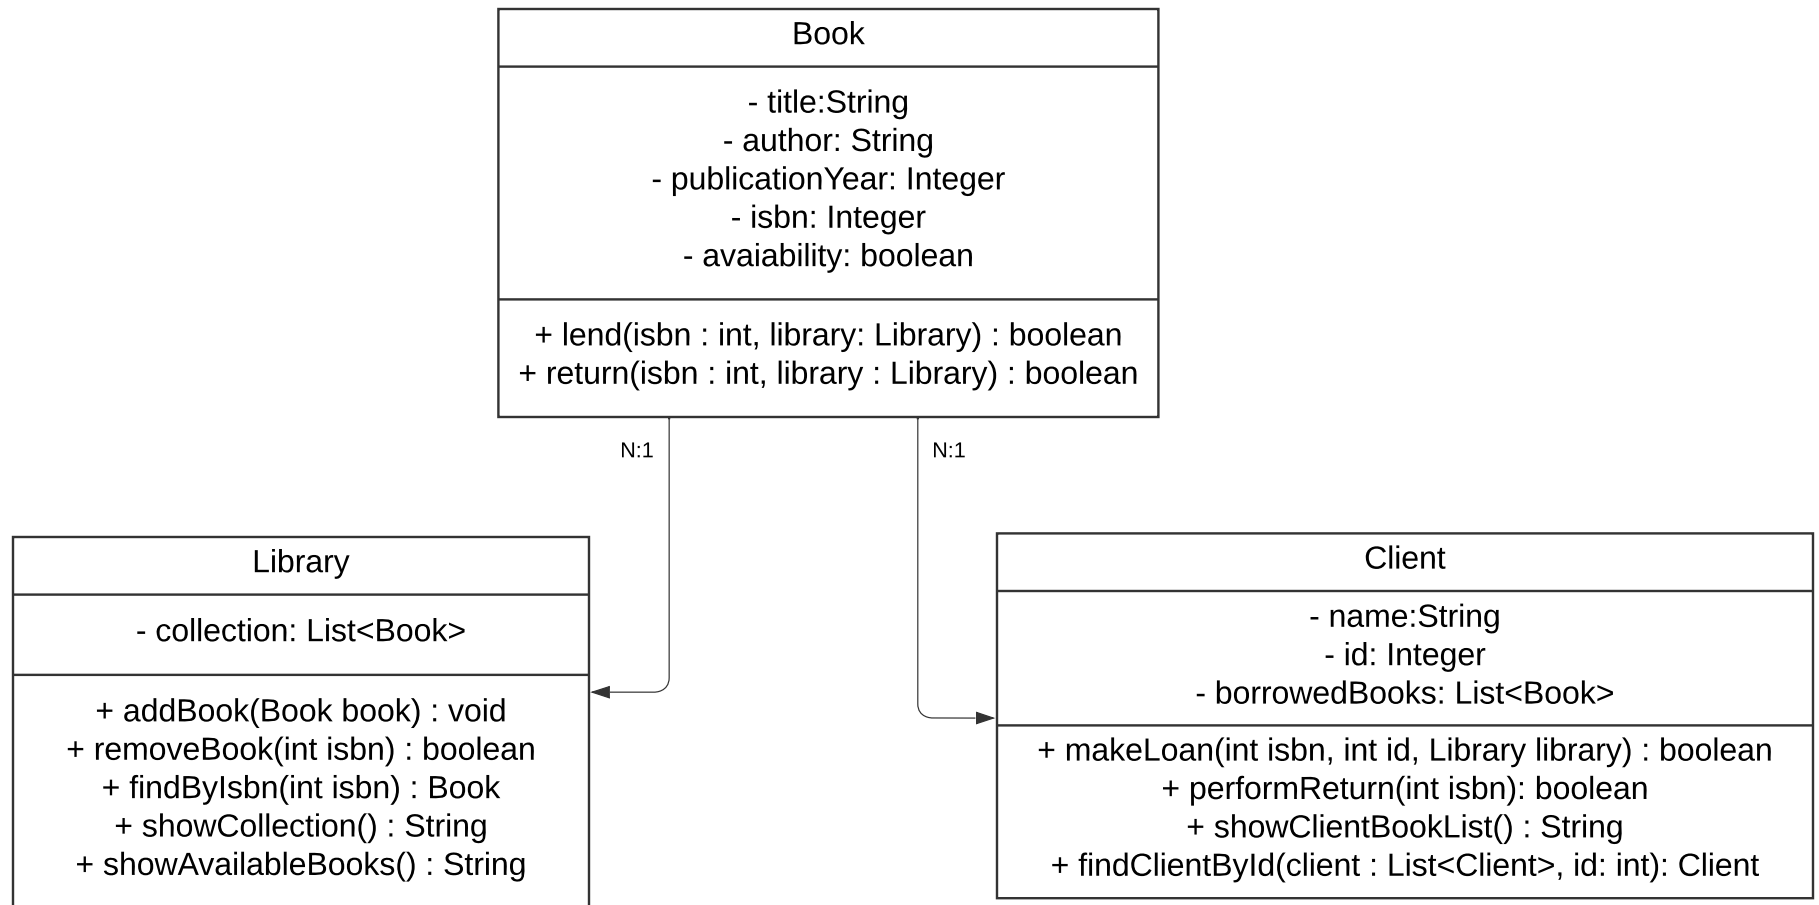 Book
- title:String
- author: String
- publicationYear: Integer
- isbn: Integer
- avaiability: boolean
+ lend(isbn : int, library: Library) : boolean
+ return(isbn : int, library : Library) : boolean
N:1
N:1
Library
- collection: List<Book>
+ addBook(Book book) : void
+ removeBook(int isbn) : boolean
+ findByIsbn(int isbn) : Book
+ showCollection() : String
+ showAvailableBooks() : String
Client
- name:String
- id: Integer
- borrowedBooks: List<Book>
+ makeLoan(int isbn, int id, Library library) : boolean
+ performReturn(int isbn): boolean
+ showClientBookList() : String
+ findClientById(client : List<Client>, id: int): Client